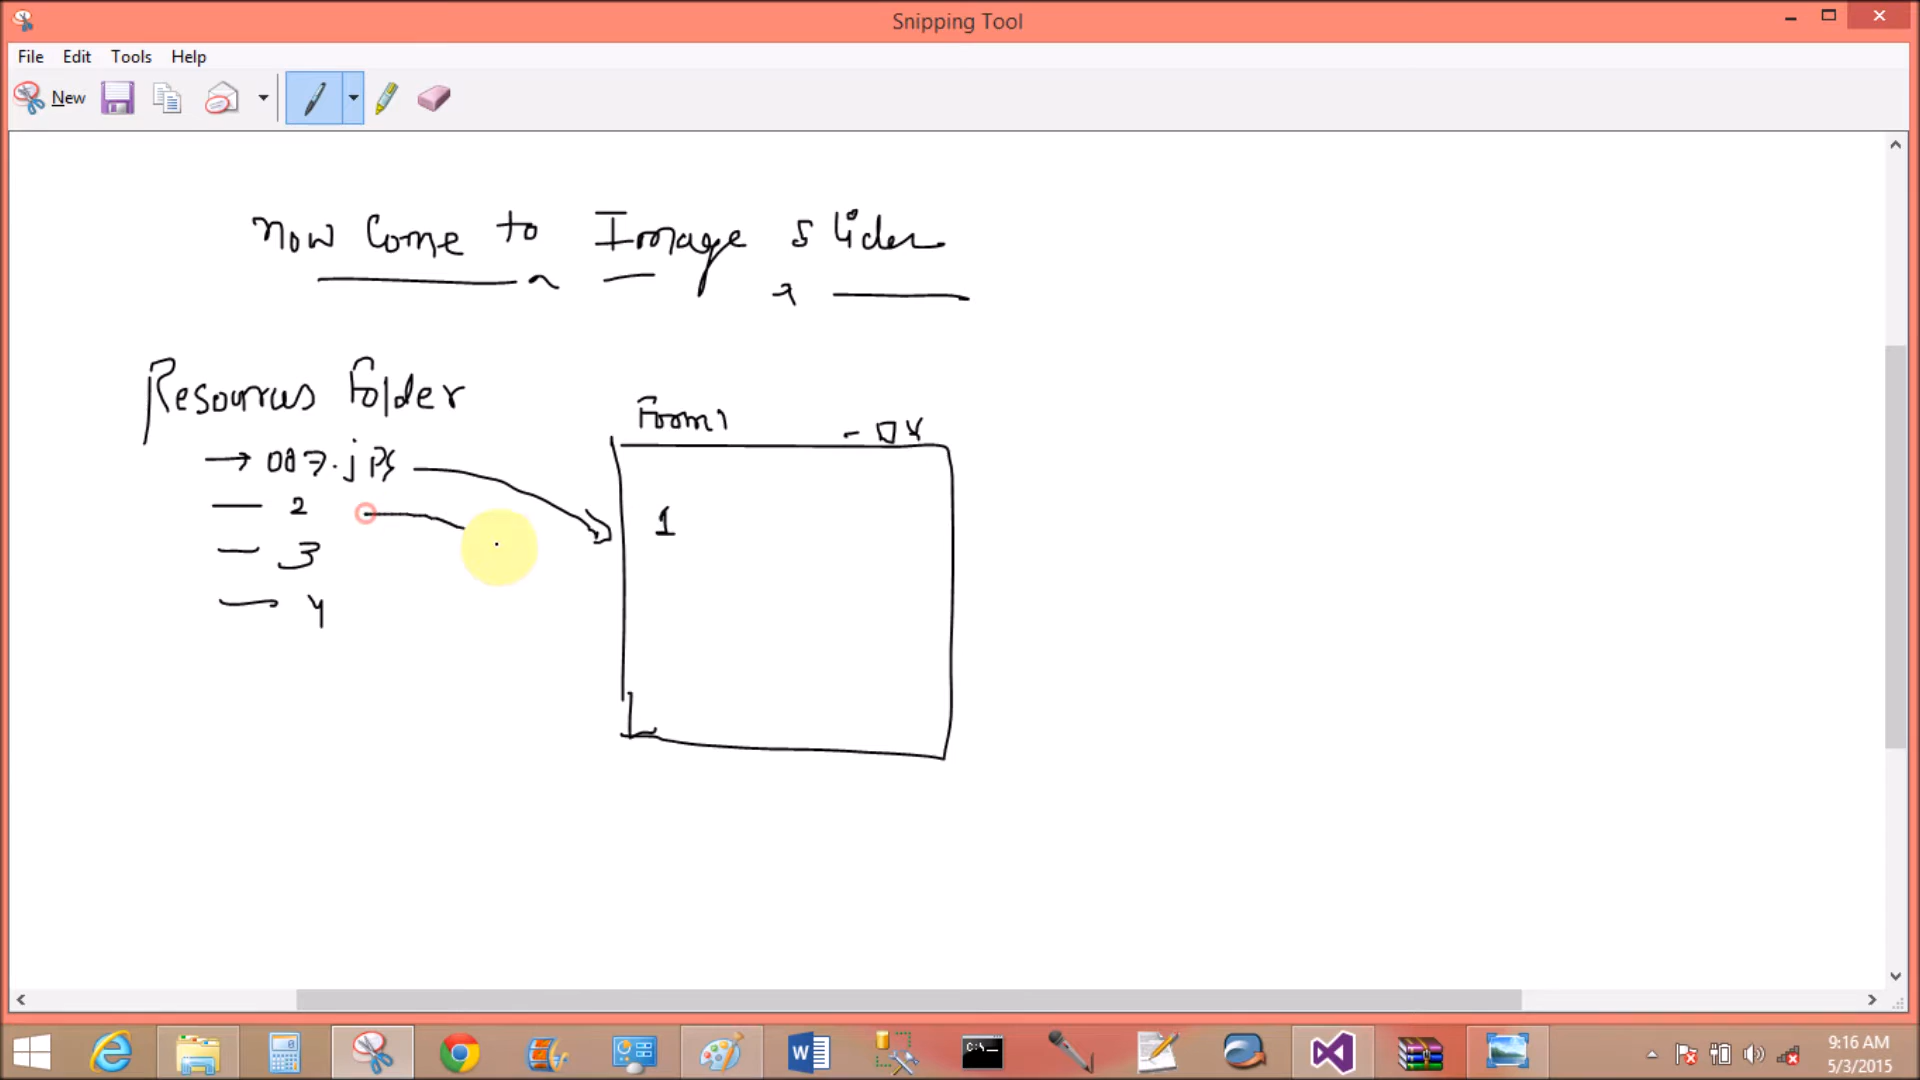 Snipping Tool
File Edit Tools Help
New
now Come to Image slider
Resources folder
Form1
→ 007.jpg
— 2
1
— 3
— 4
C:\
W
9:16 AM
5/3/2015